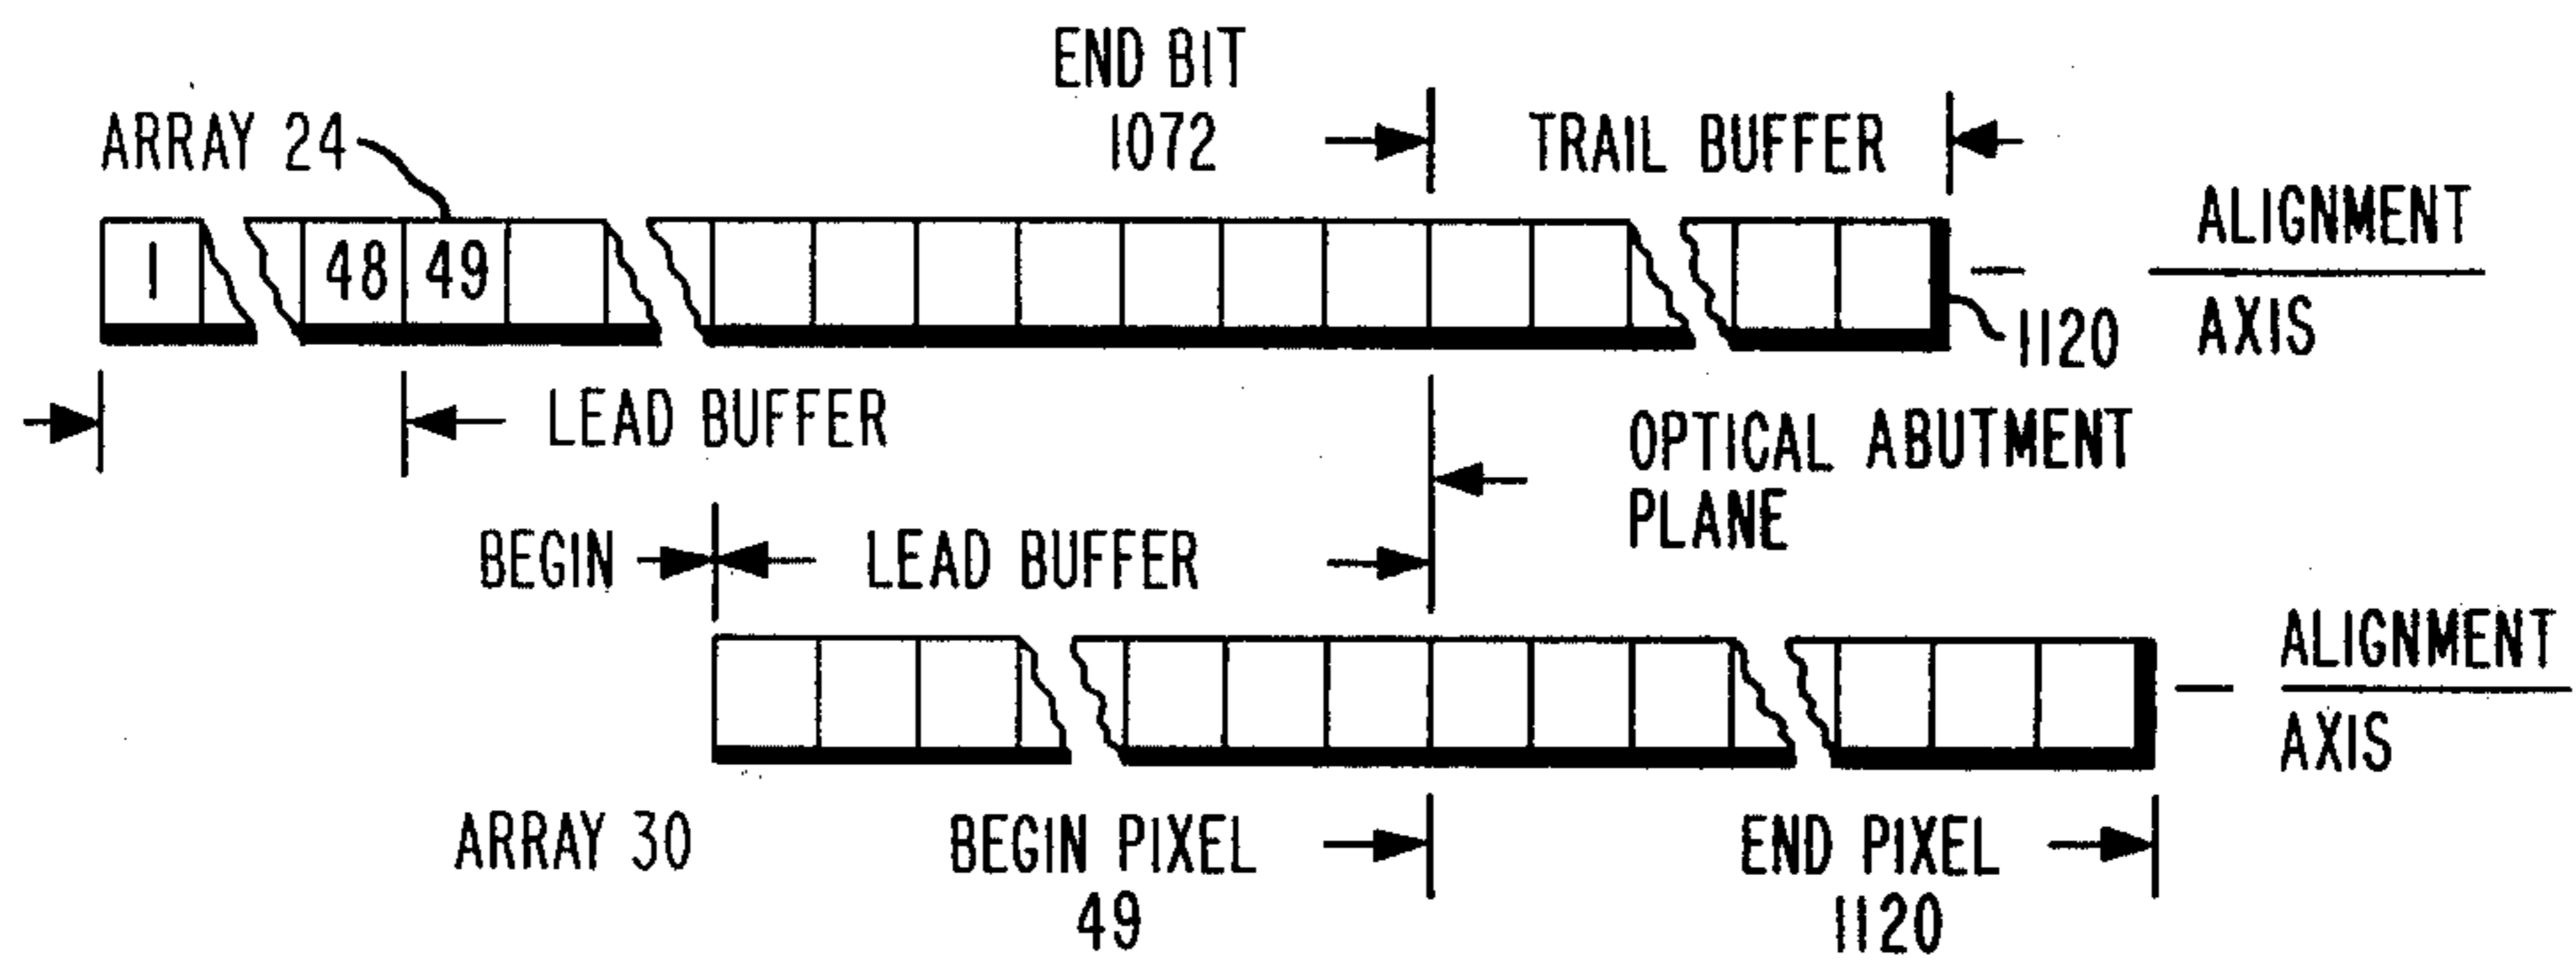 END BIT
1072
TRAIL BUFFER
ARRAY 24
ALIGNMENT
AXIS
1 48 49
1120
LEAD BUFFER
OPTICAL ABUTMENT
PLANE
BEGIN
LEAD BUFFER
ALIGNMENT
AXIS
ARRAY 30
BEGIN PIXEL
49
END PIXEL
1120